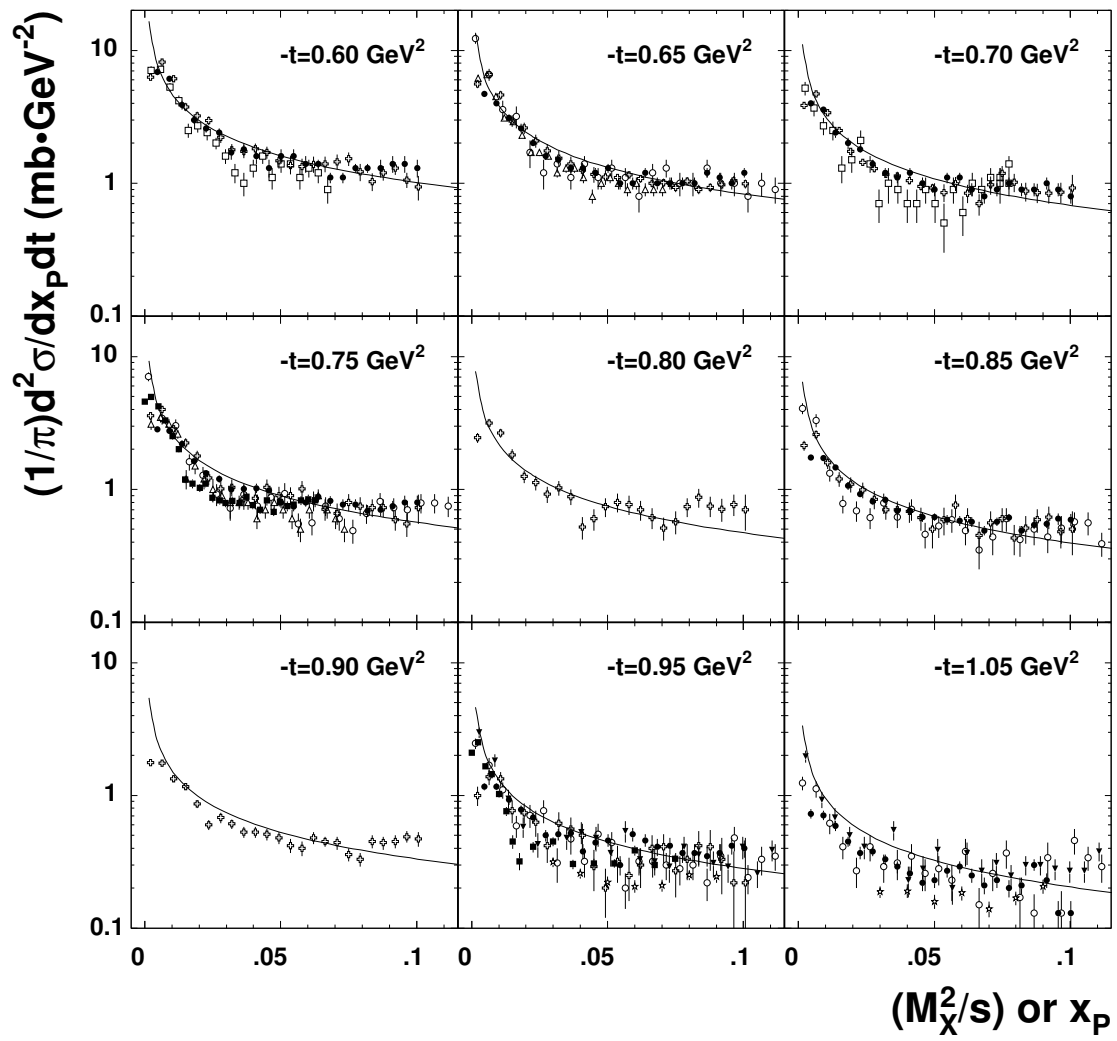 (1/π)d²σ/dx_P dt (mb•GeV⁻²)
-t=0.60 GeV² -t=0.65 GeV² -t=0.70 GeV²
10
1
0.1
-t=0.75 GeV² -t=0.80 GeV² -t=0.85 GeV²
10
1
0.1
-t=0.90 GeV² -t=0.95 GeV² -t=1.05 GeV²
10
1
0.1
0 .05 .1 0 .05 .1 0 .05 .1
(M_X²/s) or x_P